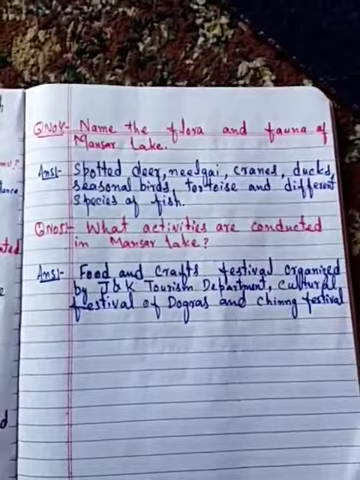 Q:No4:- Name the flora and fauna of
Mansar Lake.
Ans:- Spotted deer, neelgai, cranes, ducks,
seasonal birds, tortoise and different
species of fish.
Q:No5:- What activities are conducted
in Mansar lake?
Ans:- Food and Crafts festival organized
by J&K Tourism Department, cultural
festival of Dogras and Chinng festival